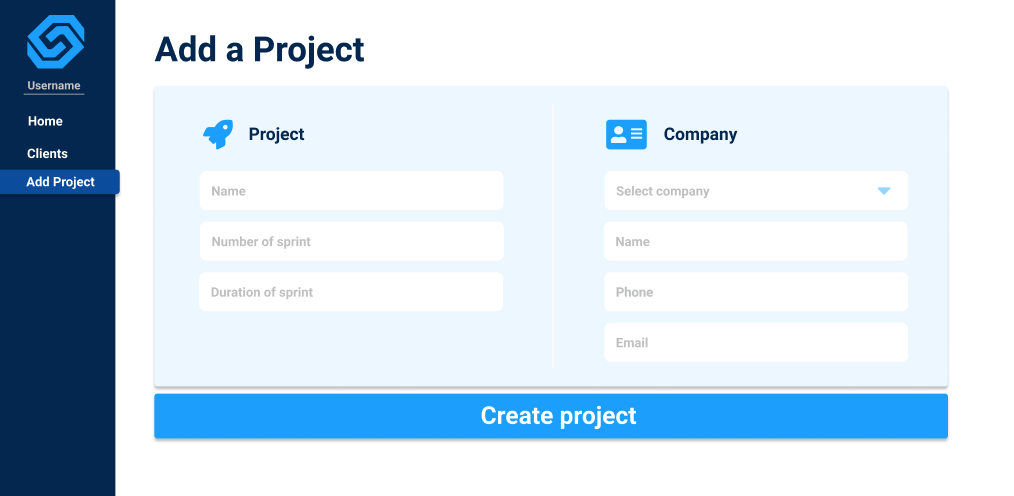 Username
Home
Clients
Add Project
Add a Project
Project
Name
Number of sprint
Duration of sprint
Company
Select company
Name
Phone
Email
Create project